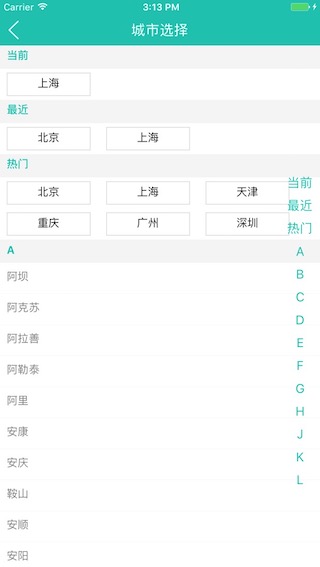 Carrier 3:13 PM
城市选择
当前
上海
最近
北京 上海
热门
北京 上海 天津
重庆 广州 深圳
A
阿坝
阿克苏
阿拉善
阿勒泰
阿里
安康
安庆
鞍山
安顺
安阳
当前
最近
热门
A
B
C
D
E
F
G
H
J
K
L